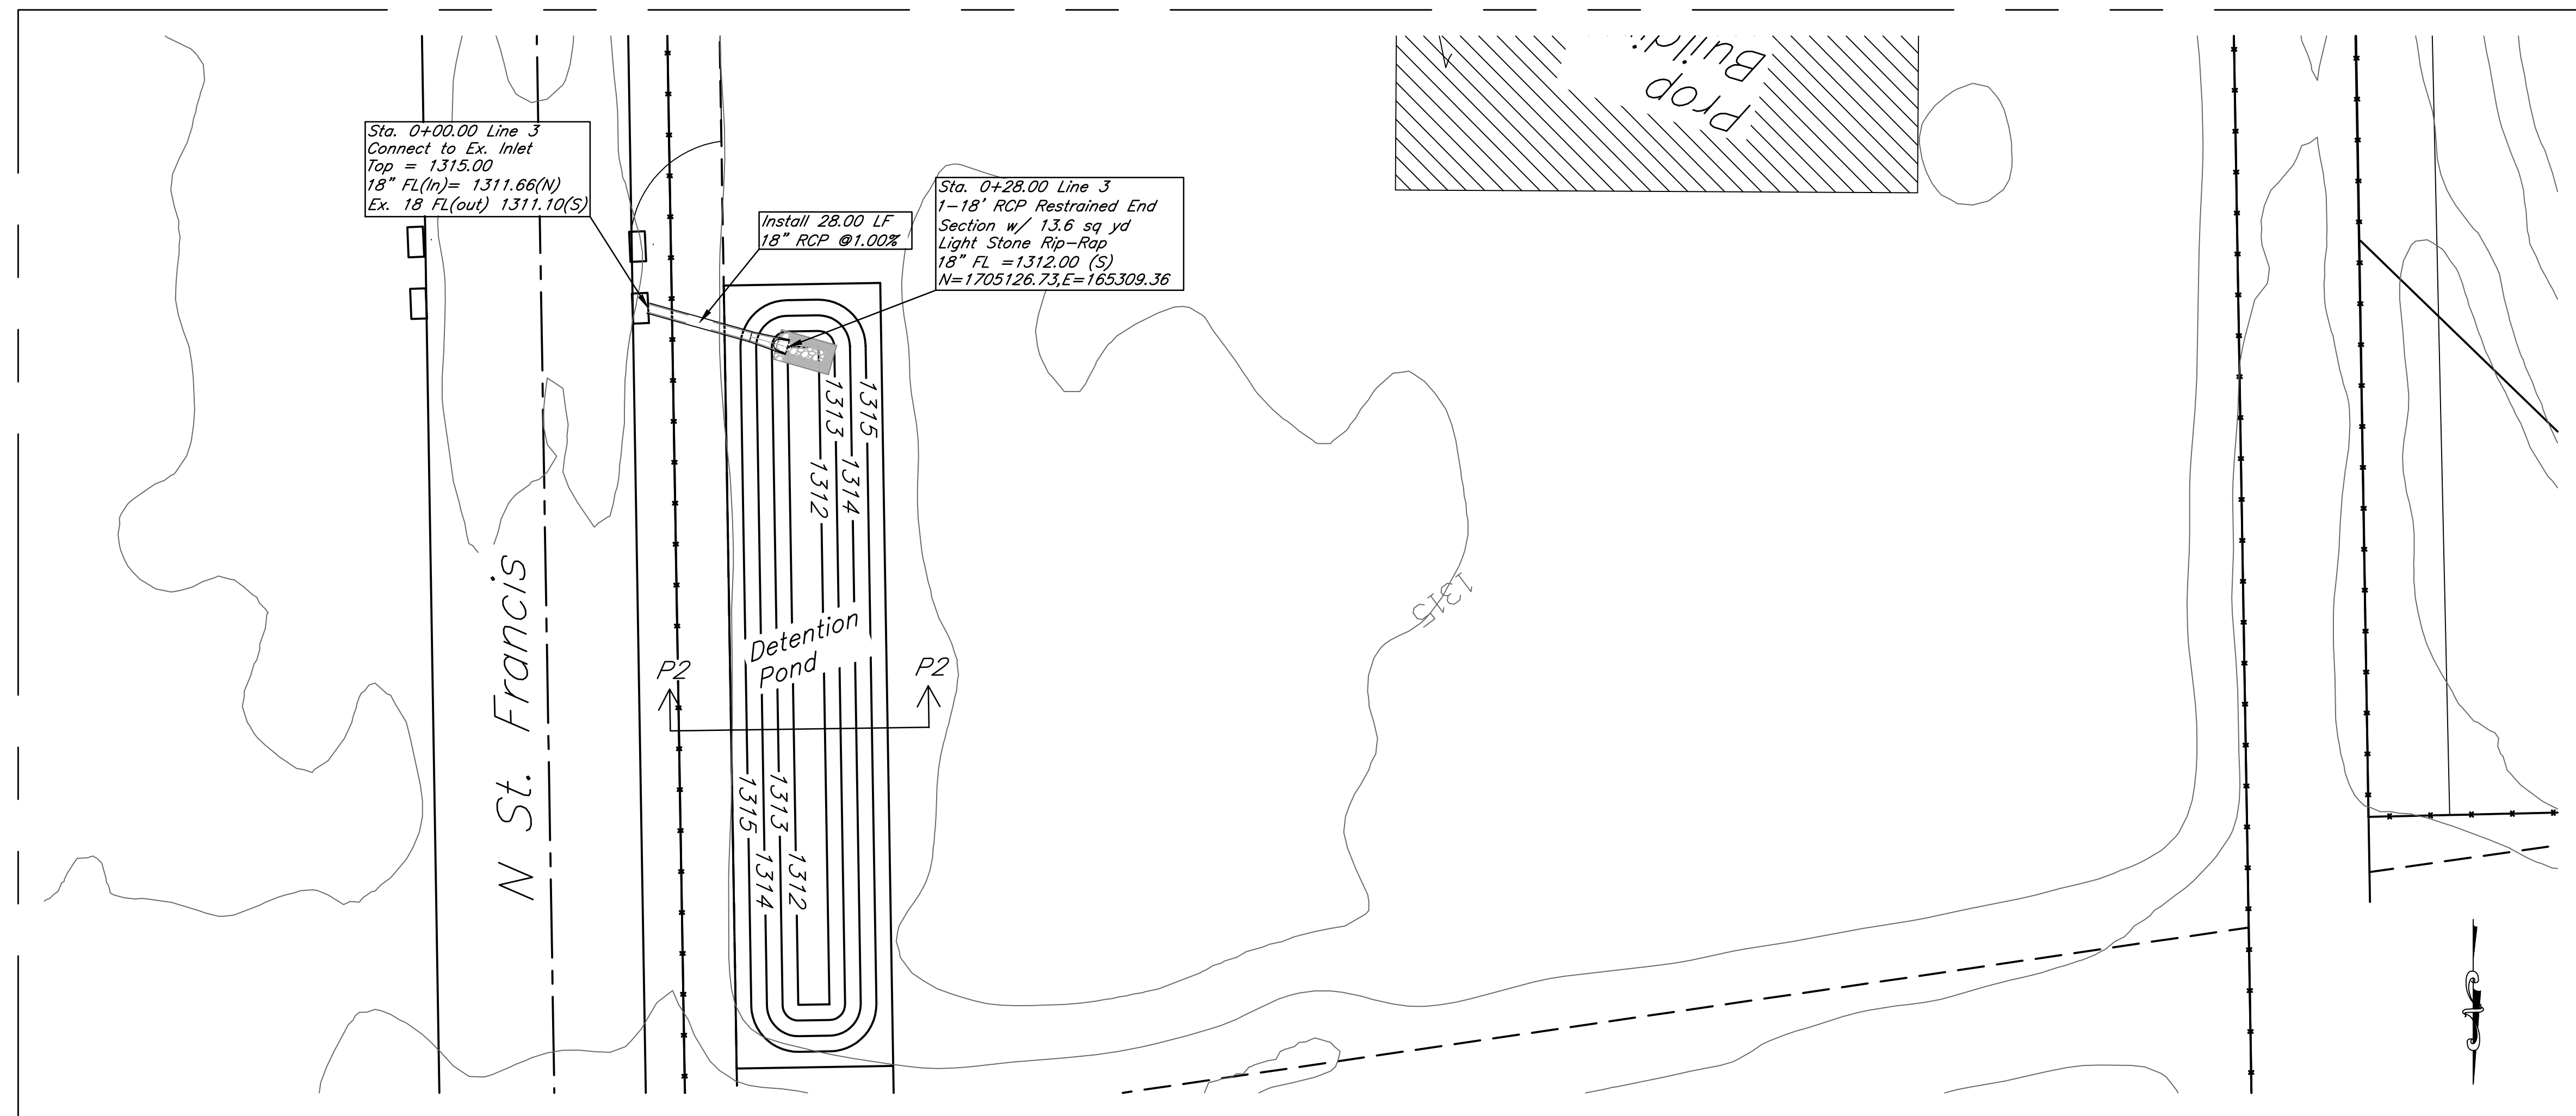 Prop
Building
Sta. 0+00.00 Line 3
Connect to Ex. Inlet
Top = 1315.00
18" FL(In)= 1311.66(N)
Ex. 18 FL(out) 1311.10(S)
Install 28.00 LF
18" RCP @1.00%
Sta. 0+28.00 Line 3
1-18' RCP Restrained End
Section w/ 13.6 sq yd
Light Stone Rip-Rap
18" FL =1312.00 (S)
N=1705126.73,E=165309.36
1313
1315
1312
1314
N St. Francis
Detention
Pond
P2
P2
1315
1315
1313
1314
1312